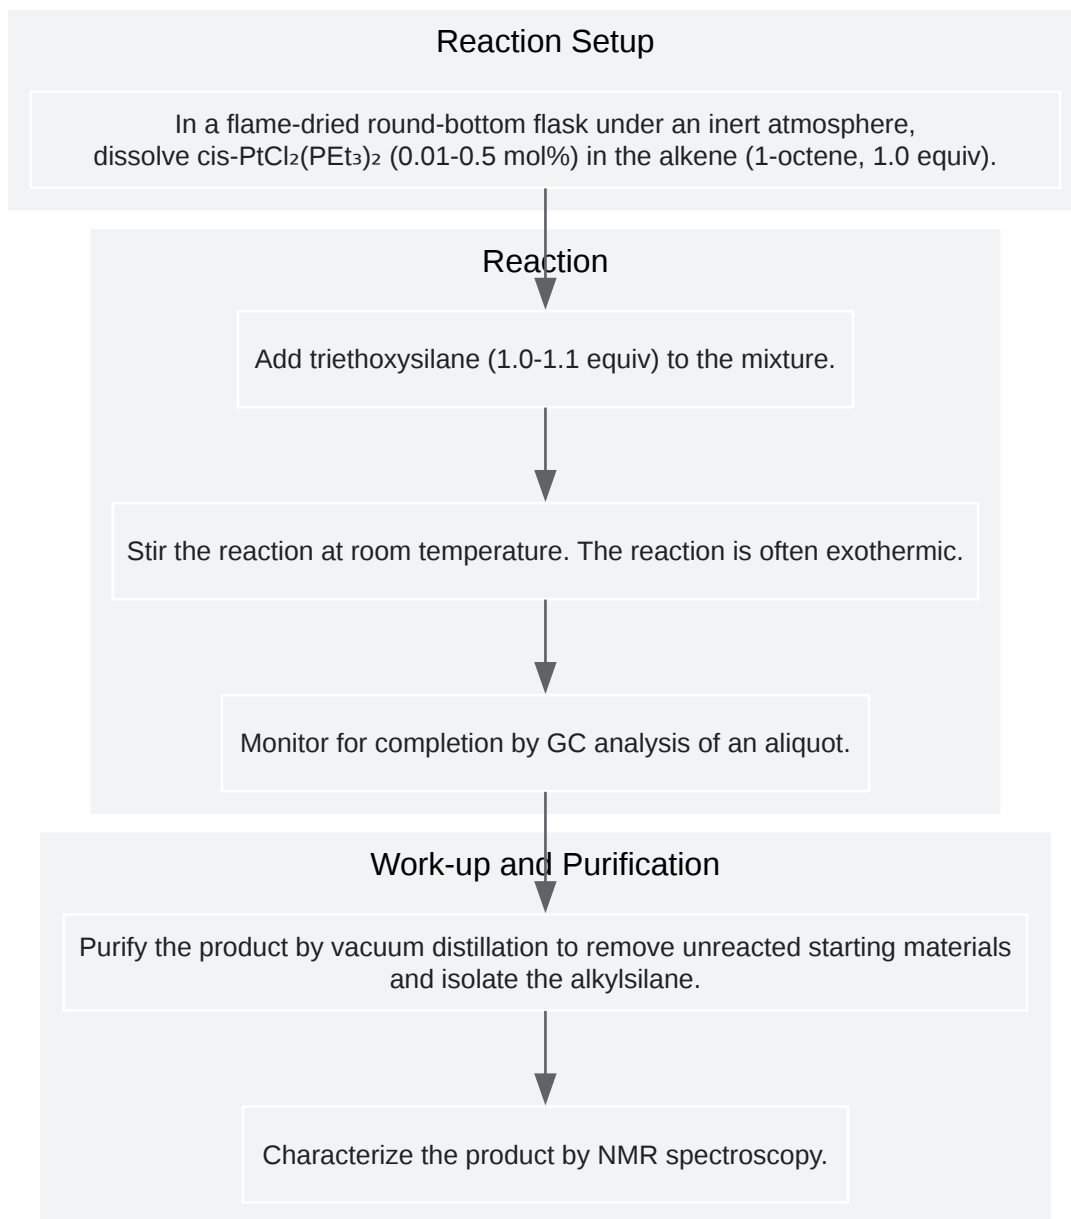 Reaction Setup
In a flame-dried round-bottom flask under an inert atmosphere,
dissolve cis-PtCl₂(PEt₃)₂ (0.01-0.5 mol%) in the alkene (1-octene, 1.0 equiv).
Reaction
Add triethoxysilane (1.0-1.1 equiv) to the mixture.
Stir the reaction at room temperature. The reaction is often exothermic.
Monitor for completion by GC analysis of an aliquot.
Work-up and Purification
Purify the product by vacuum distillation to remove unreacted starting materials
and isolate the alkylsilane.
Characterize the product by NMR spectroscopy.